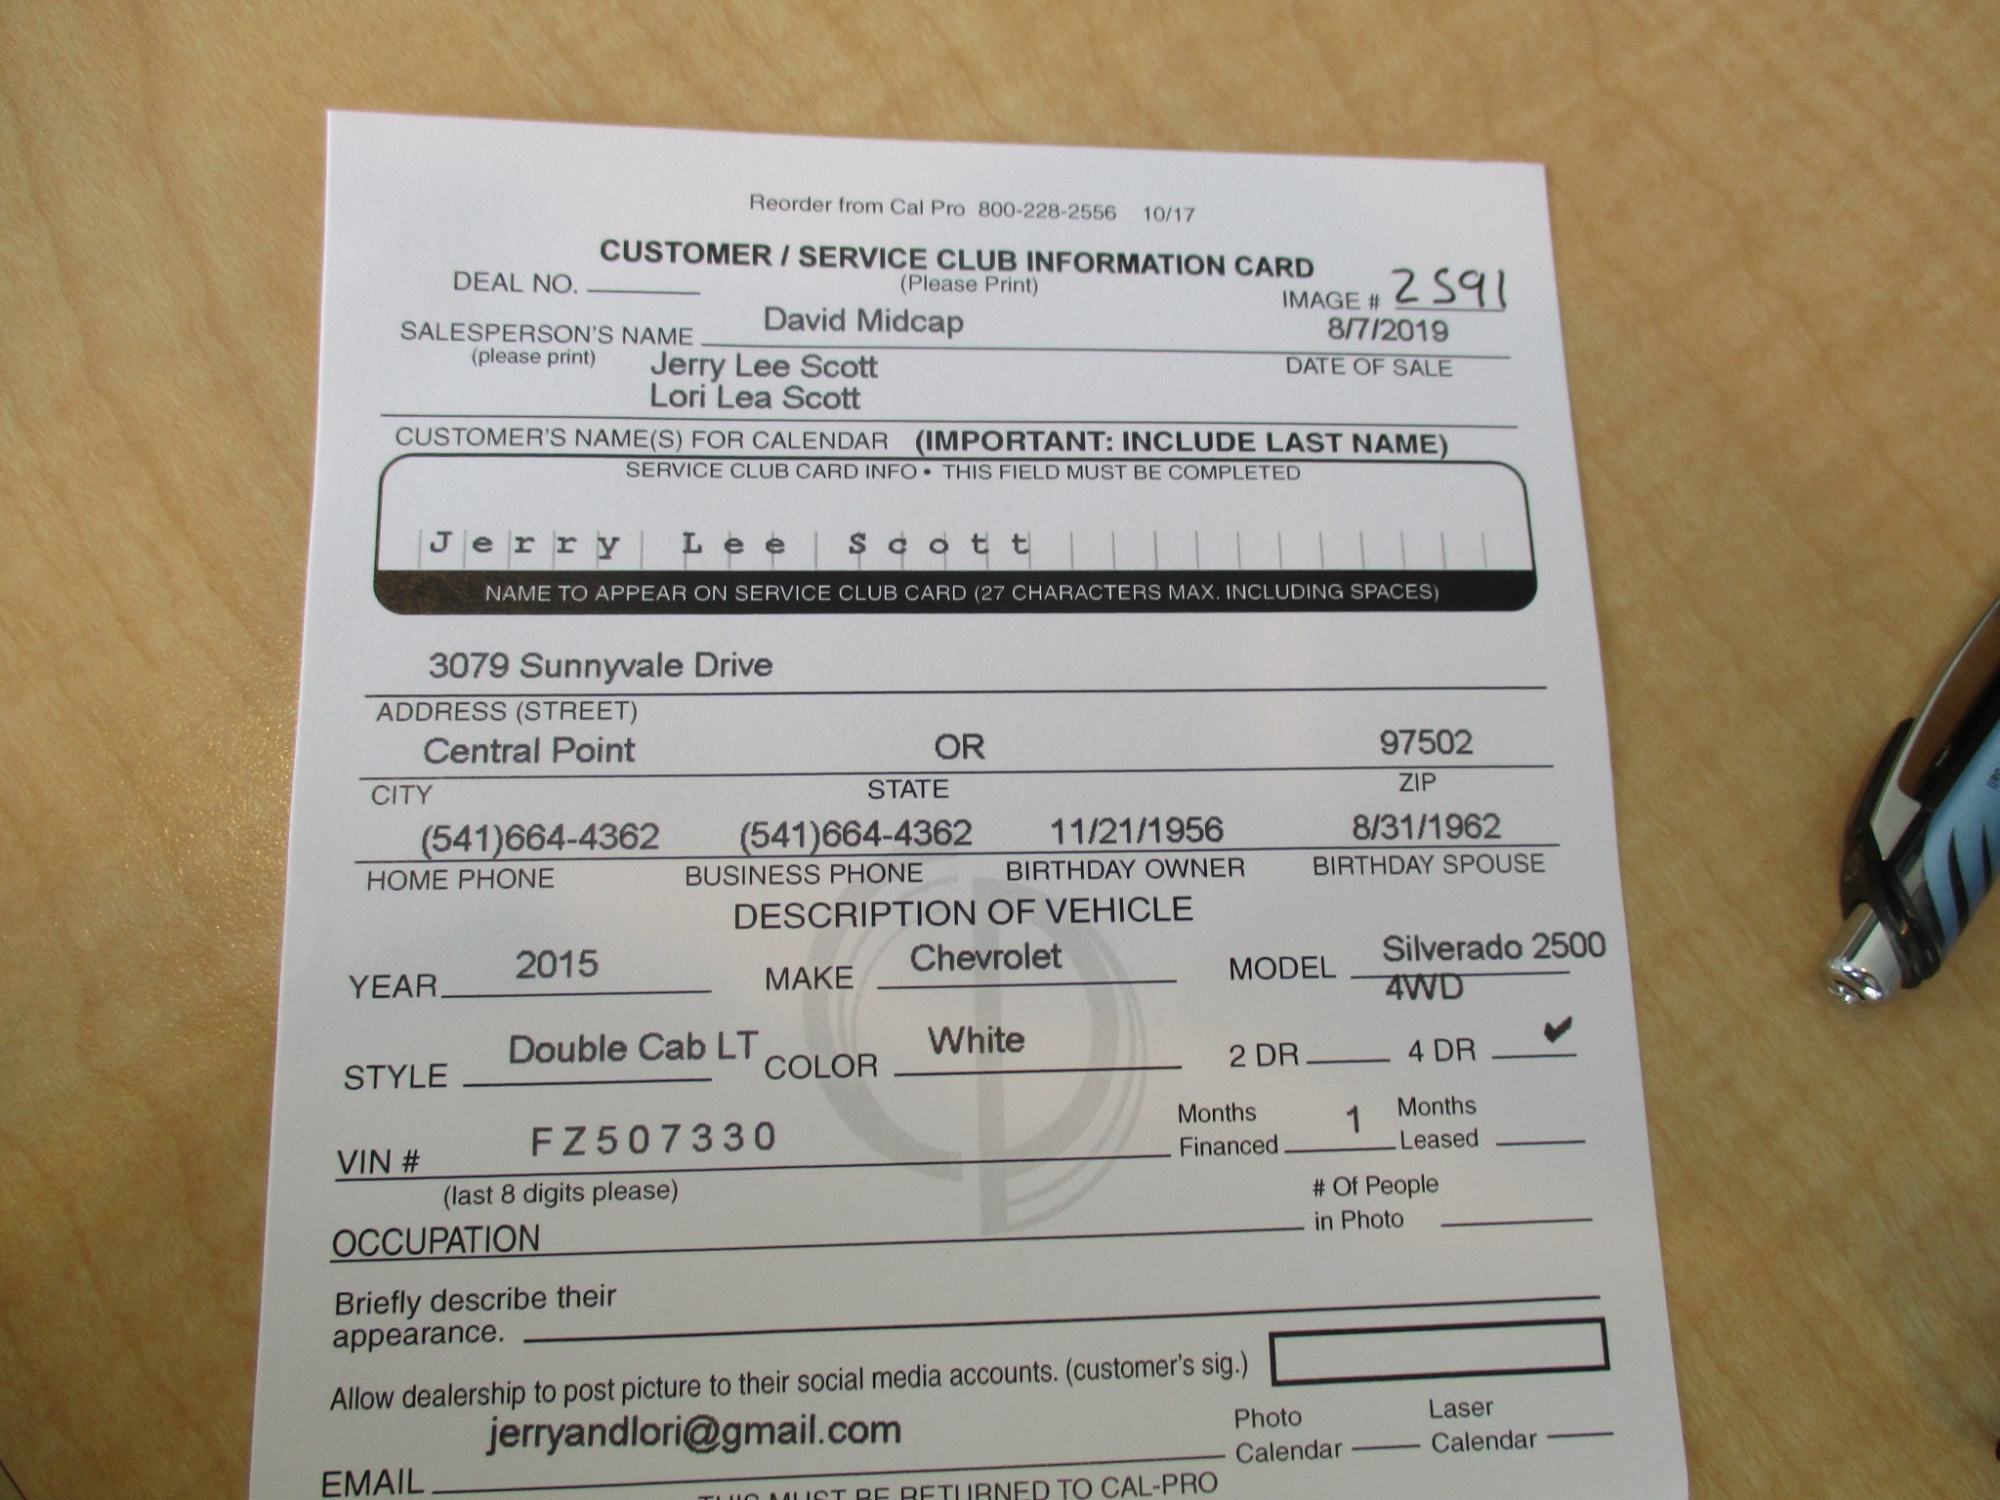 Reorder from Cal Pro 800-228-2556 10/17
CUSTOMER / SERVICE CLUB INFORMATION CARD
DEAL NO. (Please Print) IMAGE # 2591
SALESPERSON'S NAME David Midcap 8/7/2019
(please print) DATE OF SALE
Jerry Lee Scott
Lori Lea Scott
CUSTOMER'S NAME(S) FOR CALENDAR (IMPORTANT: INCLUDE LAST NAME)
SERVICE CLUB CARD INFO • THIS FIELD MUST BE COMPLETED
Jerry Lee Scott
NAME TO APPEAR ON SERVICE CLUB CARD (27 CHARACTERS MAX. INCLUDING SPACES)
3079 Sunnyvale Drive
ADDRESS (STREET)
Central Point OR 97502
CITY STATE ZIP
(541)664-4362 (541)664-4362 11/21/1956 8/31/1962
HOME PHONE BUSINESS PHONE BIRTHDAY OWNER BIRTHDAY SPOUSE
DESCRIPTION OF VEHICLE
YEAR 2015 MAKE Chevrolet MODEL Silverado 2500
4WD
STYLE Double Cab LT COLOR White 2 DR 4 DR ✔
VIN # FZ507330 Months Financed 1 Months Leased
(last 8 digits please)
OCCUPATION # Of People in Photo
Briefly describe their
appearance.
Allow dealership to post picture to their social media accounts. (customer's sig.)
jerryandlori@gmail.com
EMAIL Photo Calendar Laser Calendar
THIS MUST BE RETURNED TO CAL-PRO